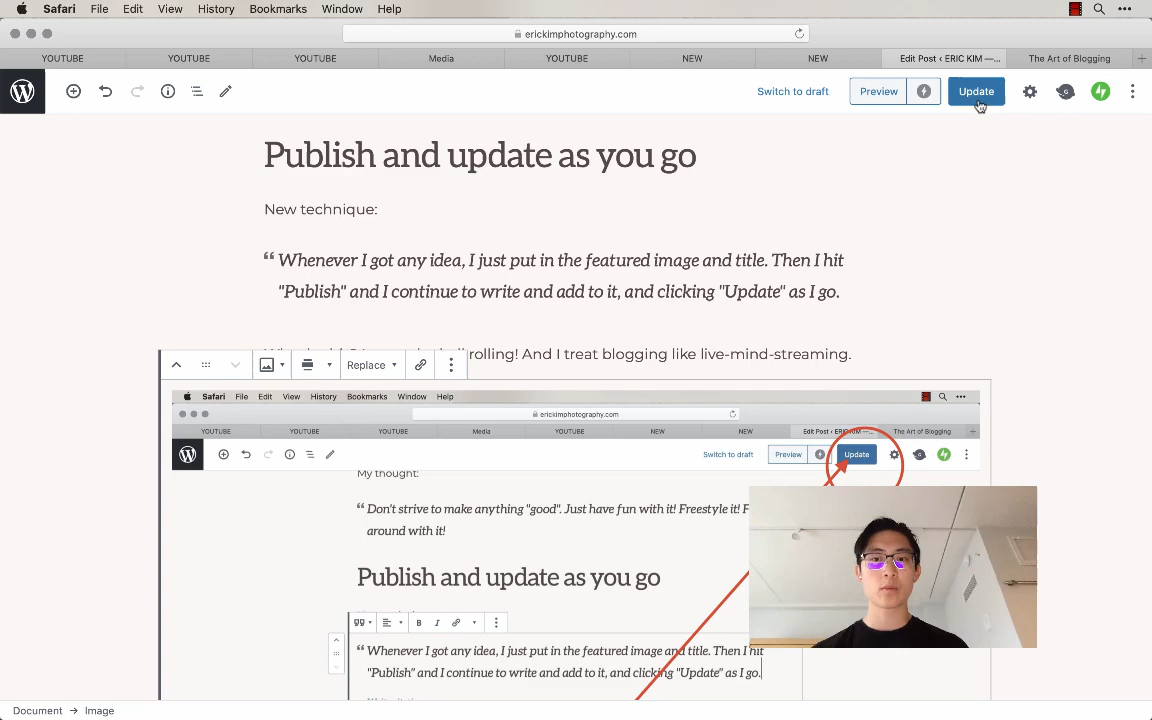 Safari File Edit View History Bookmarks Window Help
erickimphotography.com
YOUTUBE YOUTUBE YOUTUBE Media YOUTUBE NEW NEW Edit Post ‹ ERIC KIM —... The Art of Blogging
Switch to draft Preview Update
Publish and update as you go
New technique:
Whenever I got any idea, I just put in the featured image and title. Then I hit
"Publish" and I continue to write and add to it, and clicking "Update" as I go.
rolling! And I treat blogging like live-mind-streaming.
Replace
Safari File Edit View History Bookmarks Window Help
erickimphotography.com
YOUTUBE YOUTUBE YOUTUBE Media YOUTUBE NEW NEW Edit Post ‹ ERIC KIM —... The Art of Blogging
Switch to draft Preview Update
My thought:
Don't strive to make anything "good". Just have fun with it! Freestyle it!
around with it!
Publish and update as you go
B I
Whenever I got any idea, I just put in the featured image and title. Then I hit
"Publish" and I continue to write and add to it, and clicking "Update" as I go.
Document → Image